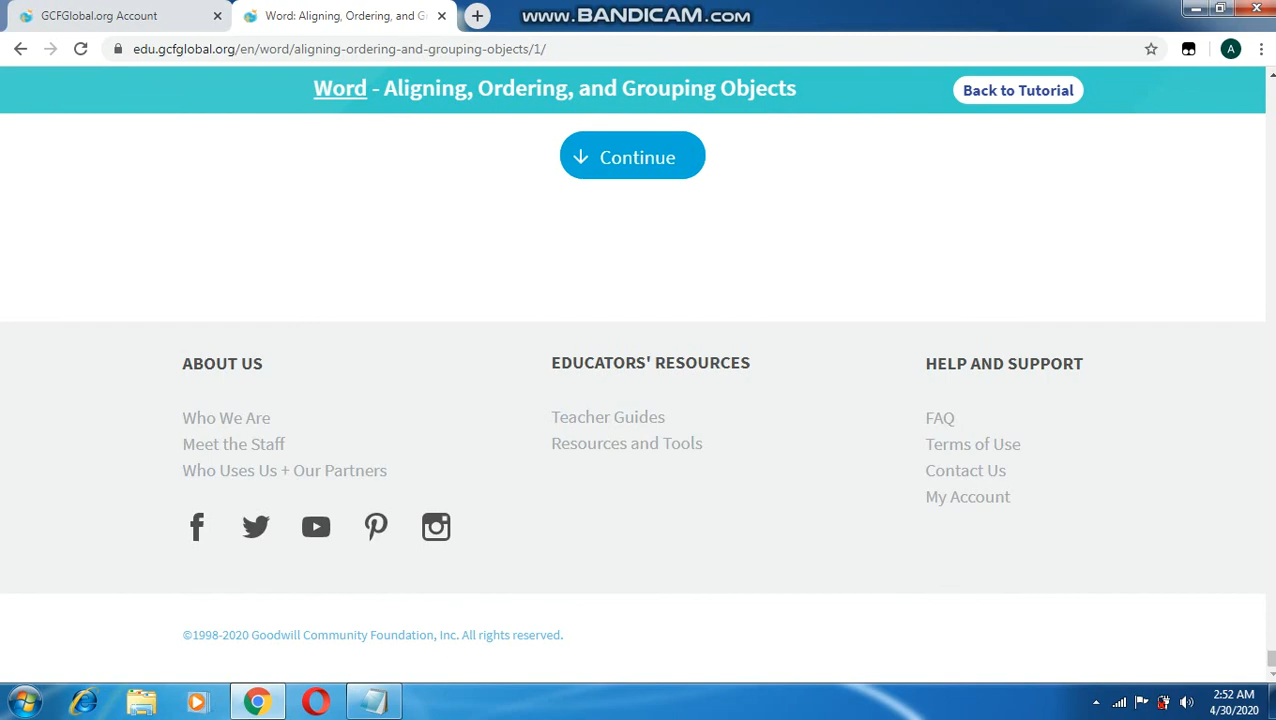 GCFGlobal.org Account
Word: Aligning, Ordering, and G
www.BANDICAM.com
edu.gcfglobal.org/en/word/aligning-ordering-and-grouping-objects/1/
A
Word - Aligning, Ordering, and Grouping Objects
Back to Tutorial
Continue
ABOUT US
Who We Are
Meet the Staff
Who Uses Us + Our Partners
EDUCATORS' RESOURCES
Teacher Guides
Resources and Tools
HELP AND SUPPORT
FAQ
Terms of Use
Contact Us
My Account
©1998-2020 Goodwill Community Foundation, Inc. All rights reserved.
2:52 AM
4/30/2020